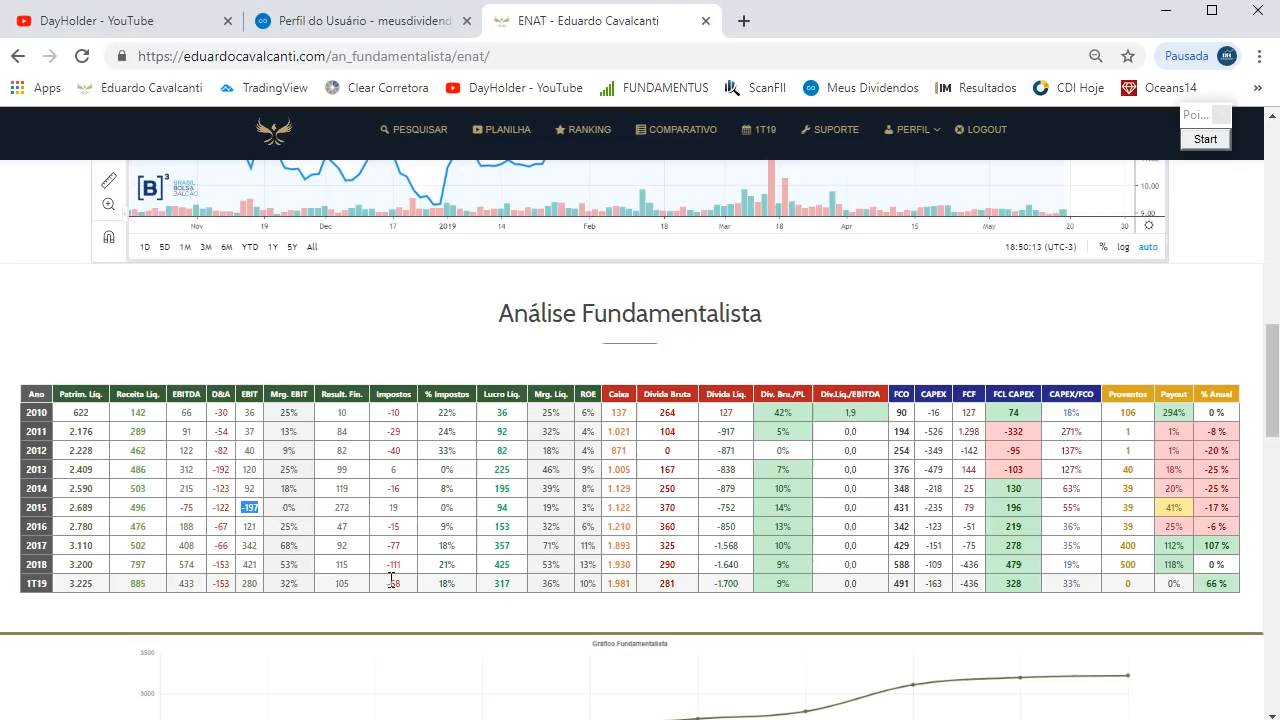 DayHolder - YouTube
Perfil do Usuário - meusdividend
ENAT - Eduardo Cavalcanti
https://eduardocavalcanti.com/an_fundamentalista/enat/
Pausada
Apps Eduardo Cavalcanti TradingView Clear Corretor DayHolder - YouTube FUNDAMENTUS ScanFII Meus Dividendos Resultados CDI Hoje Oceans14 »
Poi...
Start
PESQUISAR PLANILHA RANKING COMPARATIVO 1T19 SUPORTE PERFIL LOGOUT
[B]³ BRASIL BOLSA BALCÃO
10,00
9,00
Nov 19 Dec 17 2019 14 Feb 18 Mar 18 Apr 15 May 20 30
1D 5D 1M 3M 6M YTD 1Y 5Y All 18:50:13 (UTC-3) % log auto
Análise Fundamentalista
Ano Patrim. Liq. Receita Liq. EBITDA D&A EBIT Mrg. EBIT Result. Fin. Impostos % Impostos Lucro Liq. Mrg. Liq. ROE Caixa Divida Bruta Divida Liq. Div. Bru./PL Div.Liq./EBITDA FCO CAPEX FCF FCL CAPEX CAPEX/FCO Proventos Payout % Anual
2010 622 142 66 -30 36 25% 10 -10 22% 36 25% 6% 137 264 127 42% 1,9 90 -16 127 74 18% 106 294% 0 %
2011 2.176 289 91 -54 37 13% 84 -29 24% 92 32% 4% 1.021 104 -917 5% 0,0 194 -526 1.298 -332 271% 1 1% -8 %
2012 2.228 462 122 -82 40 9% 82 -40 33% 82 18% 4% 871 0 -871 0% 0,0 254 -349 -142 -95 137% 1 1% -20 %
2013 2.409 486 312 -192 120 25% 99 6 0% 225 46% 9% 1.005 167 -838 7% 0,0 376 -479 144 -103 127% 40 18% -25 %
2014 2.590 503 215 -123 92 18% 119 -16 8% 195 39% 8% 1.129 250 -879 10% 0,0 348 -218 25 130 63% 39 20% -25 %
2015 2.689 496 -75 -122 -197 0% 272 19 0% 94 19% 3% 1.122 370 -752 14% 0,0 431 -235 79 196 55% 39 41% -17 %
2016 2.780 476 188 -67 121 25% 47 -15 9% 153 32% 6% 1.210 360 -850 13% 0,0 342 -123 -51 219 36% 39 25% -6 %
2017 3.110 502 408 -66 342 68% 92 -77 18% 357 71% 11% 1.893 325 -1.568 10% 0,0 429 -151 -75 278 35% 400 112% 107 %
2018 3.200 797 574 -153 421 53% 115 -111 21% 425 53% 13% 1.930 290 -1.640 9% 0,0 588 -109 -436 479 19% 500 118% 0 %
1T19 3.225 885 433 -153 280 32% 105 18% 317 36% 10% 1.981 281 -1.700 9% 0,0 491 -163 -436 328 33% 0 0% 66 %
Gráfico Fundamentalista
3500
3000